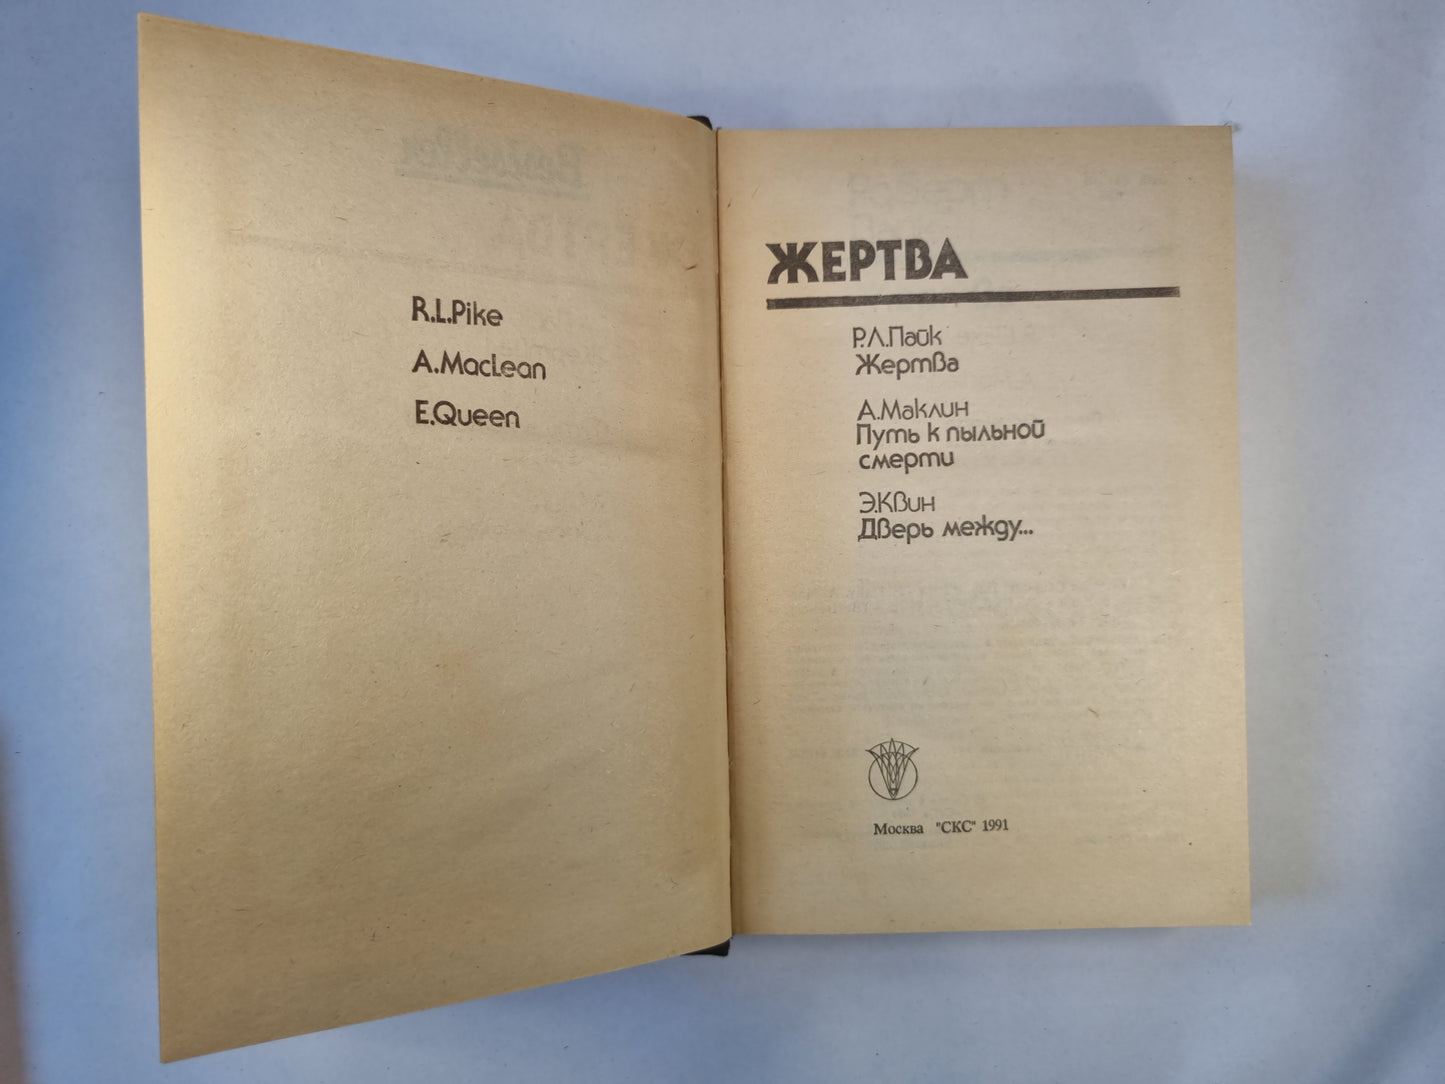 R.L.Pike
A.MacLean
E.Queen
ЖЕРТВА
Р.Л.Пайк
Жертва
А.Маклин
Путь к пыльной
смерти
Э.Квин
Дверь между...
Москва "СКС" 1991